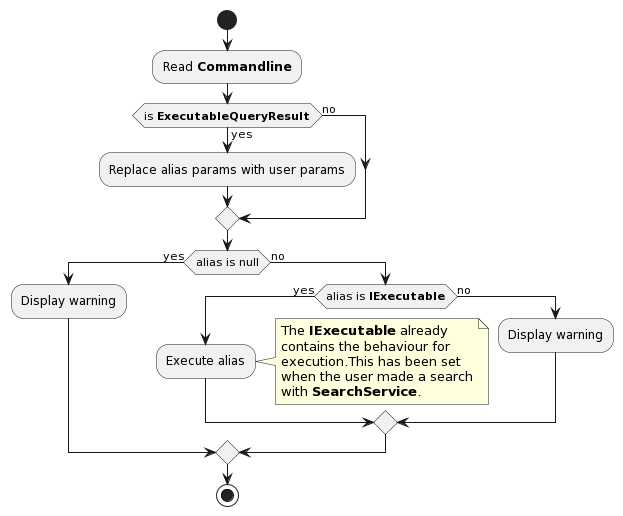 Read Commandline
is ExecutableQueryResult
no
yes
Replace alias params with user params
yes
alias is null
no
yes
alias is IExecutable
no
Display warning
The IExecutable already
contains the behaviour for
execution.This has been set
when the user made a search
with SearchService.
Display warning
Execute alias